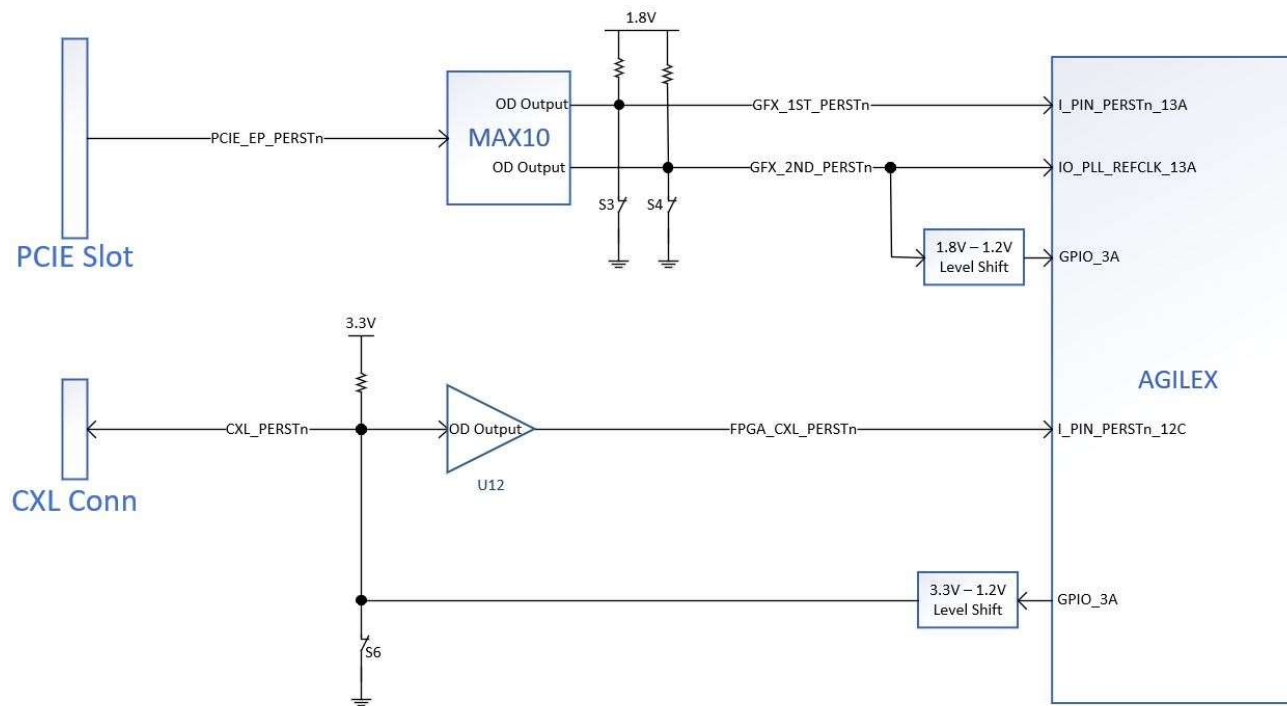 1.8V
OD Output
GFX_1ST_PERSTn
I_PIN_PERSTn_13A
PCIE_EP_PERSTn
MAX10
OD Output
GFX_2ND_PERSTn
IO_PLL_REFCLK_13A
S3
S4
PCIE Slot
1.8V – 1.2V
Level Shift
GPIO_3A
3.3V
AGILEX
CXL_PERSTn
OD Output
FPGA_CXL_PERSTn
I_PIN_PERSTn_12C
U12
CXL Conn
3.3V – 1.2V
Level Shift
GPIO_3A
S6